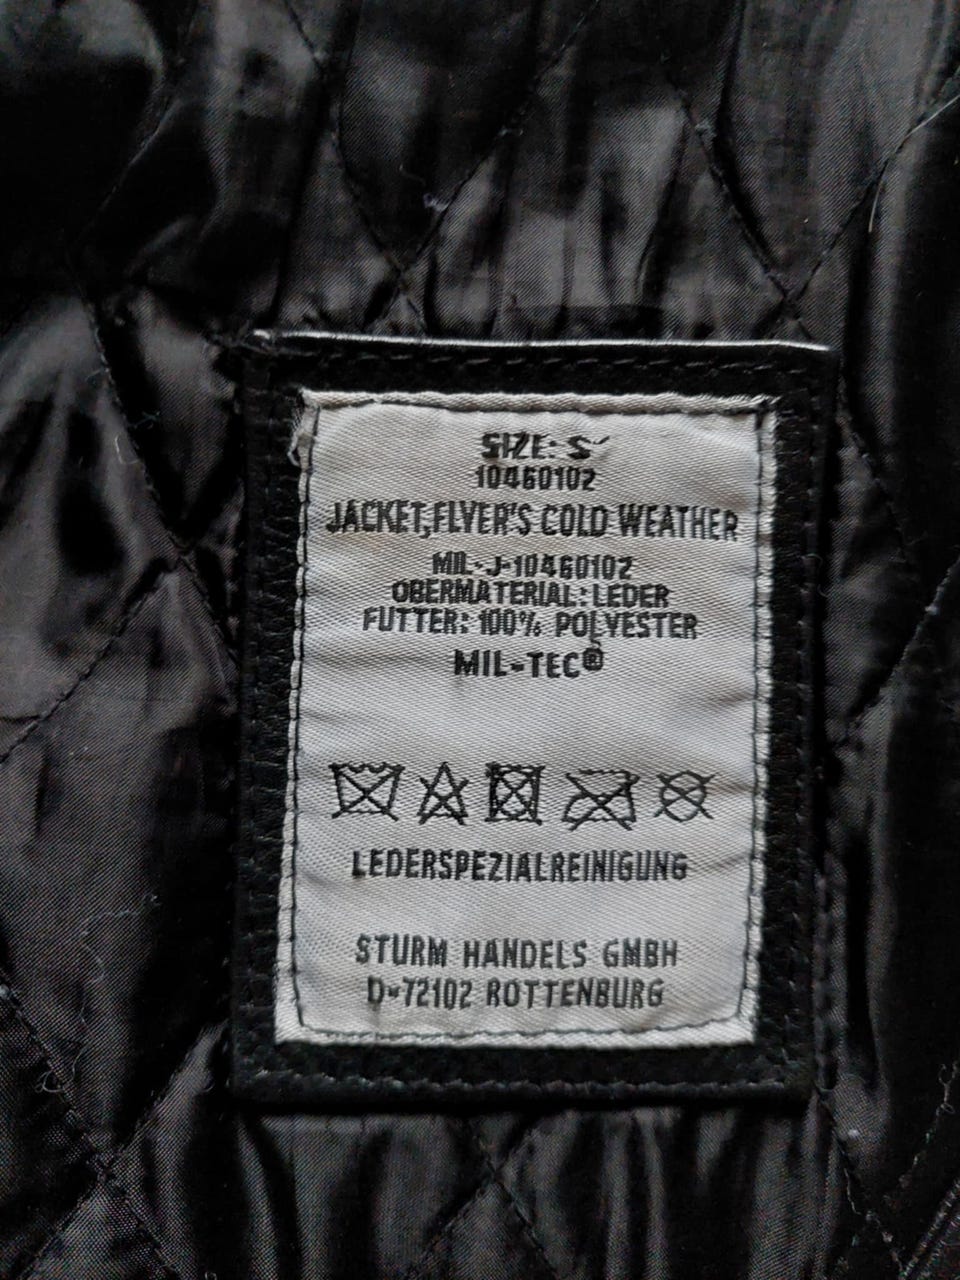 SIZE: S
10460102
JACKET,FLYER'S COLD WEATHER
MIL-J-10460102
OBERMATERIAL: LEDER
FUTTER: 100% POLYESTER
MIL-TEC®
LEDERSPEZIALREINIGUNG
STURM HANDELS GMBH
D-72102 ROTTENBURG